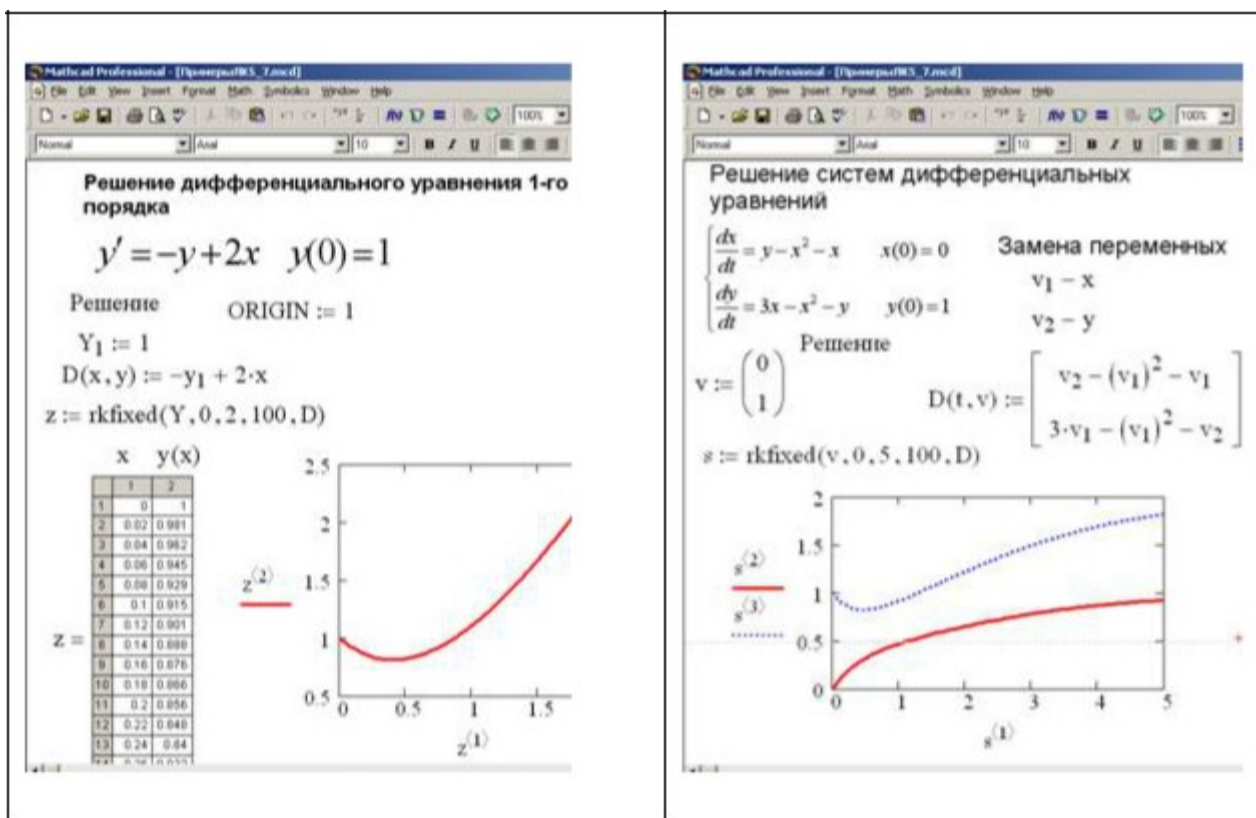 Mathcad Professional - [ПримерыПК5_7.mcd]
File Edit View Insert Format Math Symbolics Window Help
100%
Normal Arial 10 B I U
Решение дифференциального уравнения 1-го
порядка
y′ = −y+2x y(0)=1
Решение ORIGIN := 1
Y₁ := 1
D(x,y) := −y₁ + 2·x
z := rkfixed(Y,0,2,100,D)
x y(x)
z =
1 2
1 0 1
2 0.02 0.981
3 0.04 0.962
4 0.06 0.945
5 0.08 0.929
6 0.1 0.915
7 0.12 0.901
8 0.14 0.888
9 0.16 0.876
10 0.18 0.866
11 0.2 0.856
12 0.22 0.848
13 0.24 0.84
2.5
2
1.5
1
0.5
z⟨2⟩
0 0.5 1 1.5
z⟨1⟩
Mathcad Professional - [ПримерыПК5_7.mcd]
File Edit View Insert Format Math Symbolics Window Help
100%
Normal Arial 10 B I U
Решение систем дифференциальных
уравнений
dx/dt = y − x² − x x(0) = 0
dy/dt = 3x − x² − y y(0) = 1
Замена переменных
v₁ − x
v₂ − y
Решение
v := (0 1)
D(t,v) := [v₂ − (v₁)² − v₁
3·v₁ − (v₁)² − v₂]
s := rkfixed(v,0,5,100,D)
2
1.5
1
0.5
0
s⟨2⟩
s⟨3⟩
0 1 2 3 4 5
s⟨1⟩